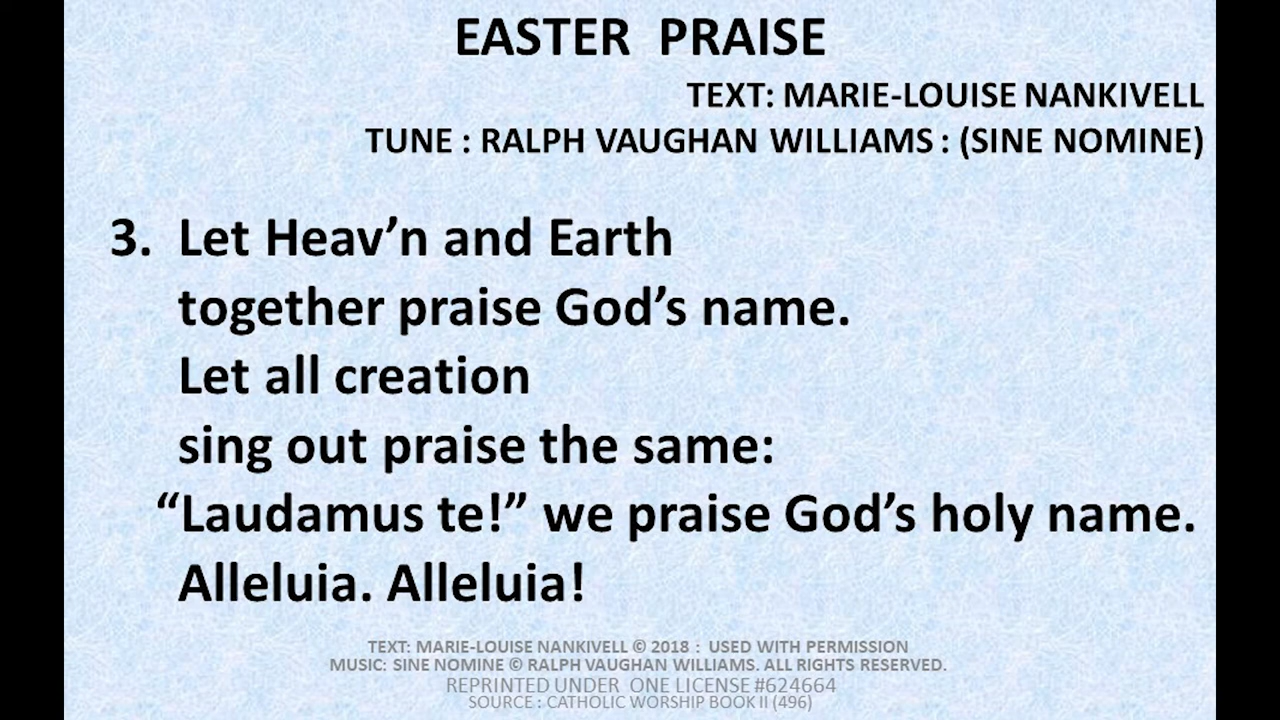 EASTER PRAISE
TEXT: MARIE-LOUISE NANKIVELL
TUNE : RALPH VAUGHAN WILLIAMS : (SINE NOMINE)
3. Let Heav’n and Earth
together praise God’s name.
Let all creation
sing out praise the same:
“Laudamus te!” we praise God’s holy name.
Alleluia. Alleluia!
TEXT: MARIE-LOUISE NANKIVELL © 2018 : USED WITH PERMISSION
MUSIC: SINE NOMINE © RALPH VAUGHAN WILLIAMS. ALL RIGHTS RESERVED.
REPRINTED UNDER ONE LICENSE #624664
SOURCE : CATHOLIC WORSHIP BOOK II (496)